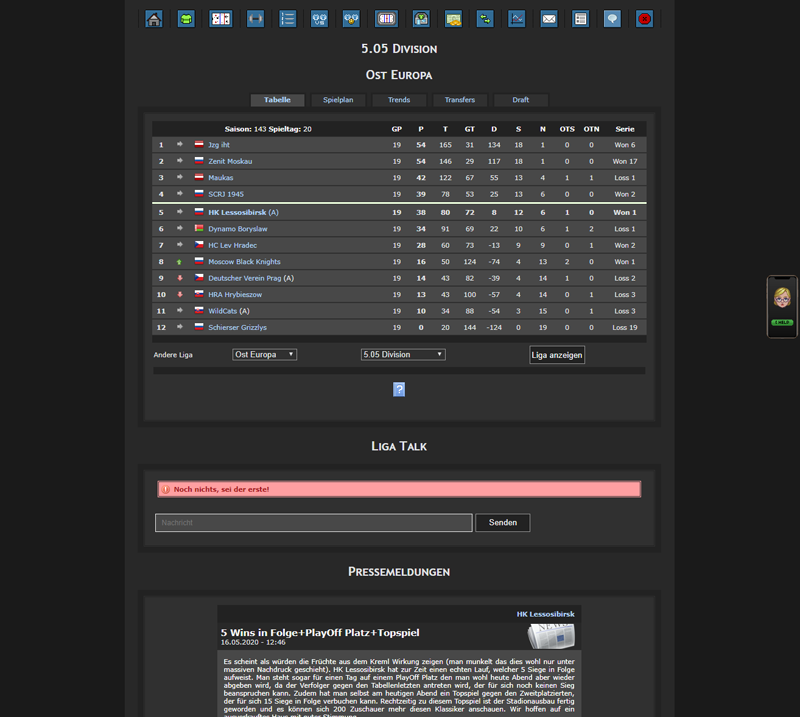 5.05 Division
Ost Europa
Tabelle Spielplan Trends Transfers Draft
Saison: 143 Spieltag: 20 GP P T GT D S N OTS OTN Serie
1 Jzg iht 19 54 165 31 134 18 1 0 0 Won 6
2 Zenit Moskau 19 54 146 29 117 18 1 0 0 Won 17
3 Maukas 19 42 122 67 55 13 4 1 1 Loss 1
4 SCRJ 1945 19 39 78 53 25 13 6 0 0 Won 2
5 HK Lessosibirsk (A) 19 38 80 72 8 12 6 1 0 Won 1
6 Dynamo Boryslaw 19 34 91 69 22 10 6 1 2 Loss 1
7 HC Lev Hradec 19 28 60 73 -13 9 9 0 1 Won 2
8 Moscow Black Knights 19 16 50 124 -74 4 13 2 0 Won 1
9 Deutscher Verein Prag (A) 19 14 43 82 -39 4 14 1 0 Loss 2
10 HRA Hrybieszow 19 13 43 100 -57 4 14 0 1 Loss 3
11 WildCats (A) 19 10 34 88 -54 3 15 0 1 Loss 3
12 Schierser Grizzlys 19 0 20 144 -124 0 19 0 0 Loss 19
Andere Liga Ost Europa 5.05 Division Liga anzeigen
?
Liga Talk
Noch nichts, sei der erste!
Nachricht Senden
Pressemeldungen
HK Lessosibirsk
5 Wins in Folge+PlayOff Platz+Topspiel
16.05.2020 - 12:46
Es scheint als würden die Früchte aus dem Kreml Wirkung zeigen (man munkelt das dies wohl nur unter
massiven Nachdruck geschieht). HK Lessosibirsk hat zur Zeit einen echten Lauf, welcher 5 Siege in Folge
aufweist. Man steht sogar für einen Tag auf einem PlayOff Platz den man wohl heute Abend aber wieder
abgeben wird, da der Verfolger gegen den Tabellenletzten antreten wird, der für sich noch keinen Sieg
beanspruchen kann. Zudem hat man selbst am heutigen Abend ein Topspiel gegen den Zweitplatzierten,
der für sich 15 Siege in Folge verbuchen kann. Rechtzeitig zu diesem Topspiel ist der Stadionausbau fertig
geworden und es können sich 200 Zuschauer mehr diesen Klassiker anschauen. Wir hoffen auf ein